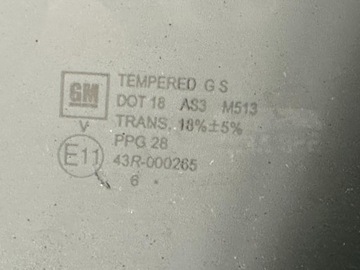 GM
TEMPERED G S
DOT 18 AS3 M513
TRANS. 18%±5%
V
PPG 28
E11
43R-000265
6 .